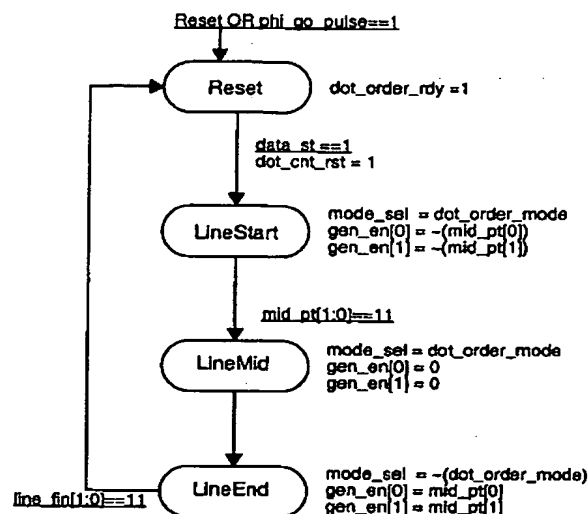 Reset OR phi_go_pulse==1
Reset
dot_order_rdy =1
data_st==1
dot_cnt_rst = 1
LineStart
mode_sel = dot_order_mode
gen_en[0] = ~(mid_pt[0])
gen_en[1] = ~(mid_pt[1])
mid_pt[1:0]==11
LineMid
mode_sel = dot_order_mode
gen_en[0] = 0
gen_en[1] = 0
LineEnd
mode_sel = ~(dot_order_mode)
gen_en[0] = mid_pt[0]
gen_en[1] = mid_pt[1]
line_fin[1:0]==11